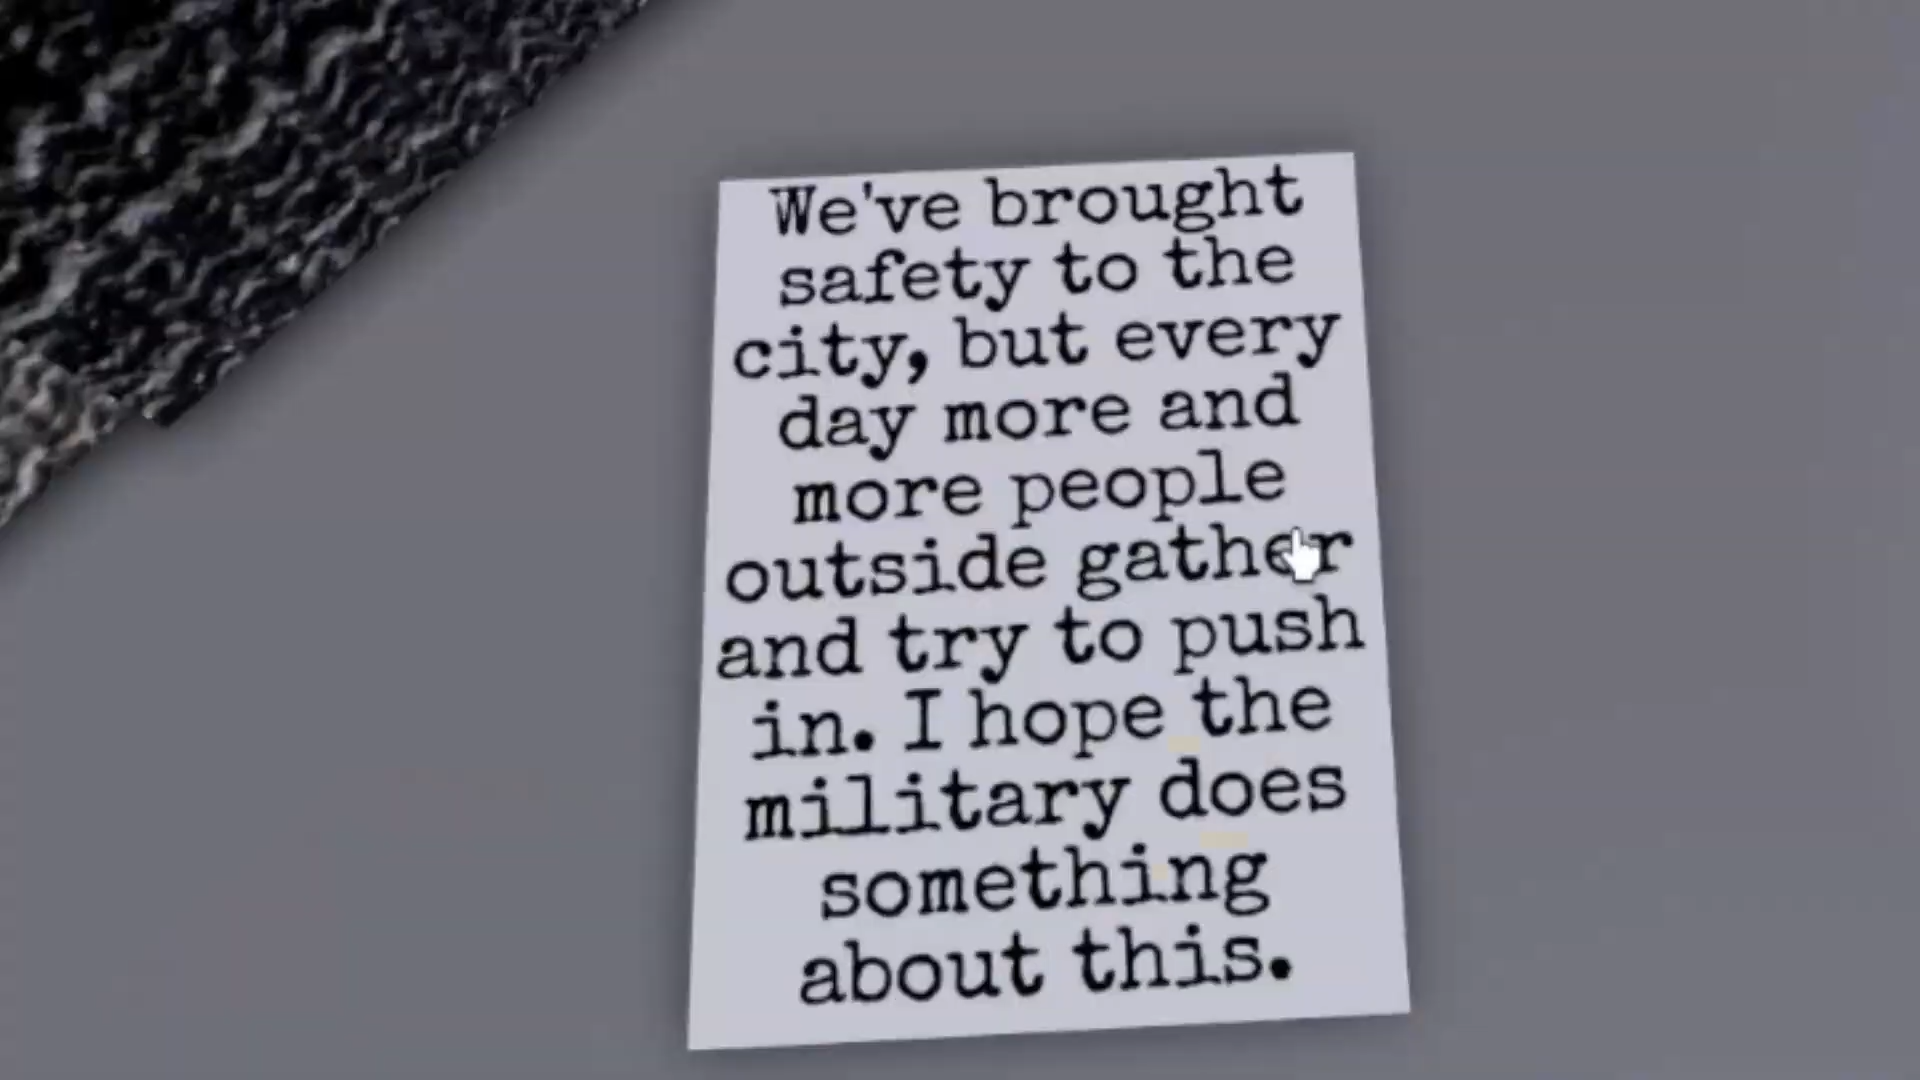 We've brought
safety to the
city, but every
day more and
more people
outside gather
and try to push
in. I hope the
military does
something
about this.